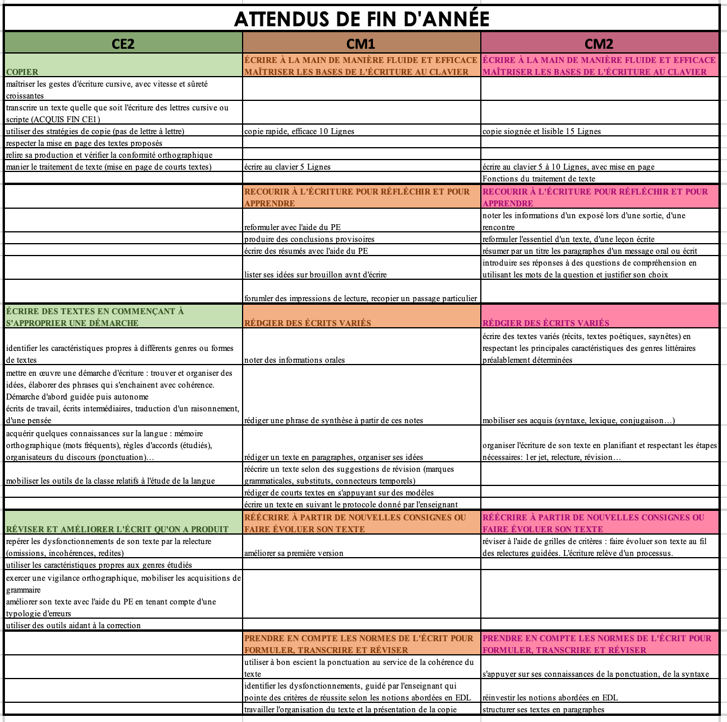 ATTENDUS DE FIN D'ANNÉE
CE2 CM1 CM2
COPIER
ÉCRIRE À LA MAIN DE MANIÈRE FLUIDE ET EFFICACE
MAÎTRISER LES BASES DE L'ÉCRITURE AU CLAVIER
ÉCRIRE À LA MAIN DE MANIÈRE FLUIDE ET EFFICACE
MAÎTRISER LES BASES DE L'ÉCRITURE AU CLAVIER
maîtriser les gestes d'écriture cursive, avec vitesse et sûreté
croissantes
transcrire un texte quelle que soit l'écriture des lettres cursive ou
scripte (ACQUIS FIN CE1)
utiliser des stratégies de copie (pas de lettre à lettre)
copie rapide, efficace 10 Lignes
copie siognée et lisible 15 Lignes
respecter la mise en page des textes proposés
relire sa production et vérifier la conformité orthographique
manier le traitement de texte (mise en page de courts textes)
écrire au clavier 5 Lignes
écrire au clavier 5 à 10 Lignes, avec mise en page
Fonctions du traitement de texte
RECOURIR À L'ÉCRITURE POUR RÉFLÉCHIR ET POUR
APPRENDRE
RECOURIR À L'ÉCRITURE POUR RÉFLÉCHIR ET POUR
APPRENDRE
reformuler avec l'aide du PE
noter les informations d'un exposé lors d'une sortie, d'une
rencontre
produire des conclusions provisoires
reformuler l'essentiel d'un texte, d'une leçon écrite
écrire des résumés avec l'aide du PE
résumer par un titre les paragraphes d'un message oral ou écrit
lister ses idées sur brouillon avnt d'écrire
introduire ses réponses à des questions de compréhension en
utilisant les mots de la question et justifier son choix
forumler des impressions de lecture, recopier un passage particulier
ÉCRIRE DES TEXTES EN COMMENÇANT À
S'APPROPRIER UNE DÉMARCHE
RÉDGIER DES ÉCRITS VARIÉS
RÉDGIER DES ÉCRITS VARIÉS
identifier les caractéristiques propres à différents genres ou formes
de textes
noter des informations orales
écrire des textes variés (récits, textes poétiques, saynètes) en
respectant les principales caractéristiques des genres littéraires
préalablement déterminées
mettre en œuvre une démarche d'écriture : trouver et organiser des
idées, élaborer des phrases qui s'enchainent avec cohérence.
Démarche d'abord guidée puis autonome
écrits de travail, écrits intermédiaires, traduction d'un raisonnement,
d'une pensée
rédiger une phrase de synthèse à partir de ces notes
mobiliser ses acquis (syntaxe, lexique, conjugaison…)
acquérir quelques connaissances sur la langue : mémoire
orthographique (mots fréquents), règles d'accords (étudiés),
organisateurs du discours (ponctuation)…
rédiger un texte en paragraphes, organiser ses idées
organiser l'écriture de son texte en planifiant et respectant les étapes
nécessaires: 1er jet, relecture, révision…
mobiliser les outils de la classe relatifs à l'étude de la langue
réécrire un texte selon des suggestions de révision (marques
grammaticales, substituts, connecteurs temporels)
rédiger de courts textes en s'appuyant sur des modèles
écrire un texte en suivant le protocole donné par l'enseignant
RÉVISER ET AMÉLIORER L'ÉCRIT QU'ON A PRODUIT
RÉÉCRIRE À PARTIR DE NOUVELLES CONSIGNES OU
FAIRE ÉVOLUER SON TEXTE
RÉÉCRIRE À PARTIR DE NOUVELLES CONSIGNES OU
FAIRE ÉVOLUER SON TEXTE
repérer les dysfonctionnements de son texte par la relecture
(omissions, incohérences, redites)
améliorer sa première version
réviser à l'aide de grilles de critères : faire évoluer son texte au fil
des relectures guidées. L'écriture relève d'un processus.
utiliser les caractéristiques propres aux genres étudiés
exercer une vigilance orthographique, mobiliser les acquisitions de
grammaire
améliorer son texte avec l'aide du PE en tenant compte d'une
typologie d'erreurs
utiliser des outils aidant à la correction
PRENDRE EN COMPTE LES NORMES DE L'ÉCRIT POUR
FORMULER, TRANSCRIRE ET RÉVISER
PRENDRE EN COMPTE LES NORMES DE L'ÉCRIT POUR
FORMULER, TRANSCRIRE ET RÉVISER
utiliser à bon escient la ponctuation au service de la cohérence du
texte
s'appuyer sur ses connaissances de la ponctuation, de la syntaxe
identifier les dysfonctionnements, guidé par l'enseignant qui
pointe des critères de réussite selon les notions abordées en EDL
réinvestir les notions abordées en EDL
travailler l'organisation du texte et la présentation de la copie
structurer ses textes en paragraphes